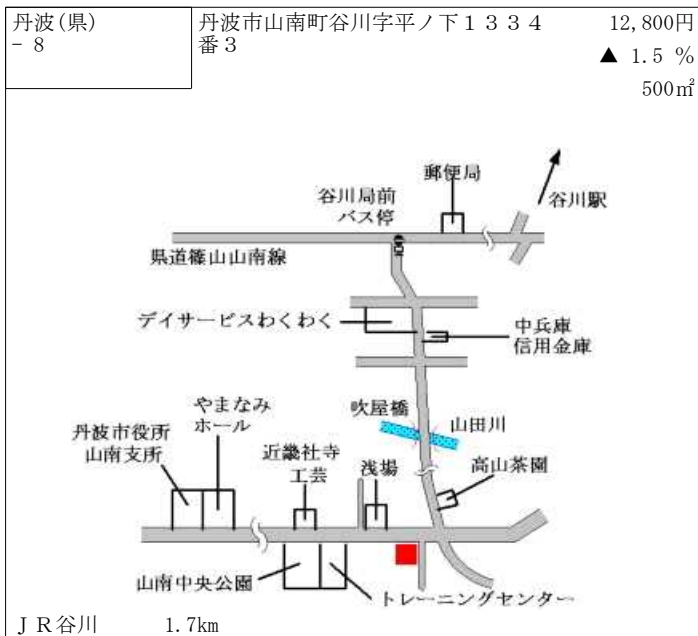 丹波(県)
- 8
丹波市山南町谷川字平ノ下１３３４
番３
12,800円
▲ 1.5 %
500㎡
郵便局
谷川局前
バス停
谷川駅
県道篠山山南線
デイサービスわくわく
中兵庫
信用金庫
吹屋橋
山田川
やまなみ
ホール
丹波市役所
山南支所
近畿社寺
工芸
浅場
高山茶園
山南中央公園
トレーニングセンター
ＪＲ谷川 1.7km